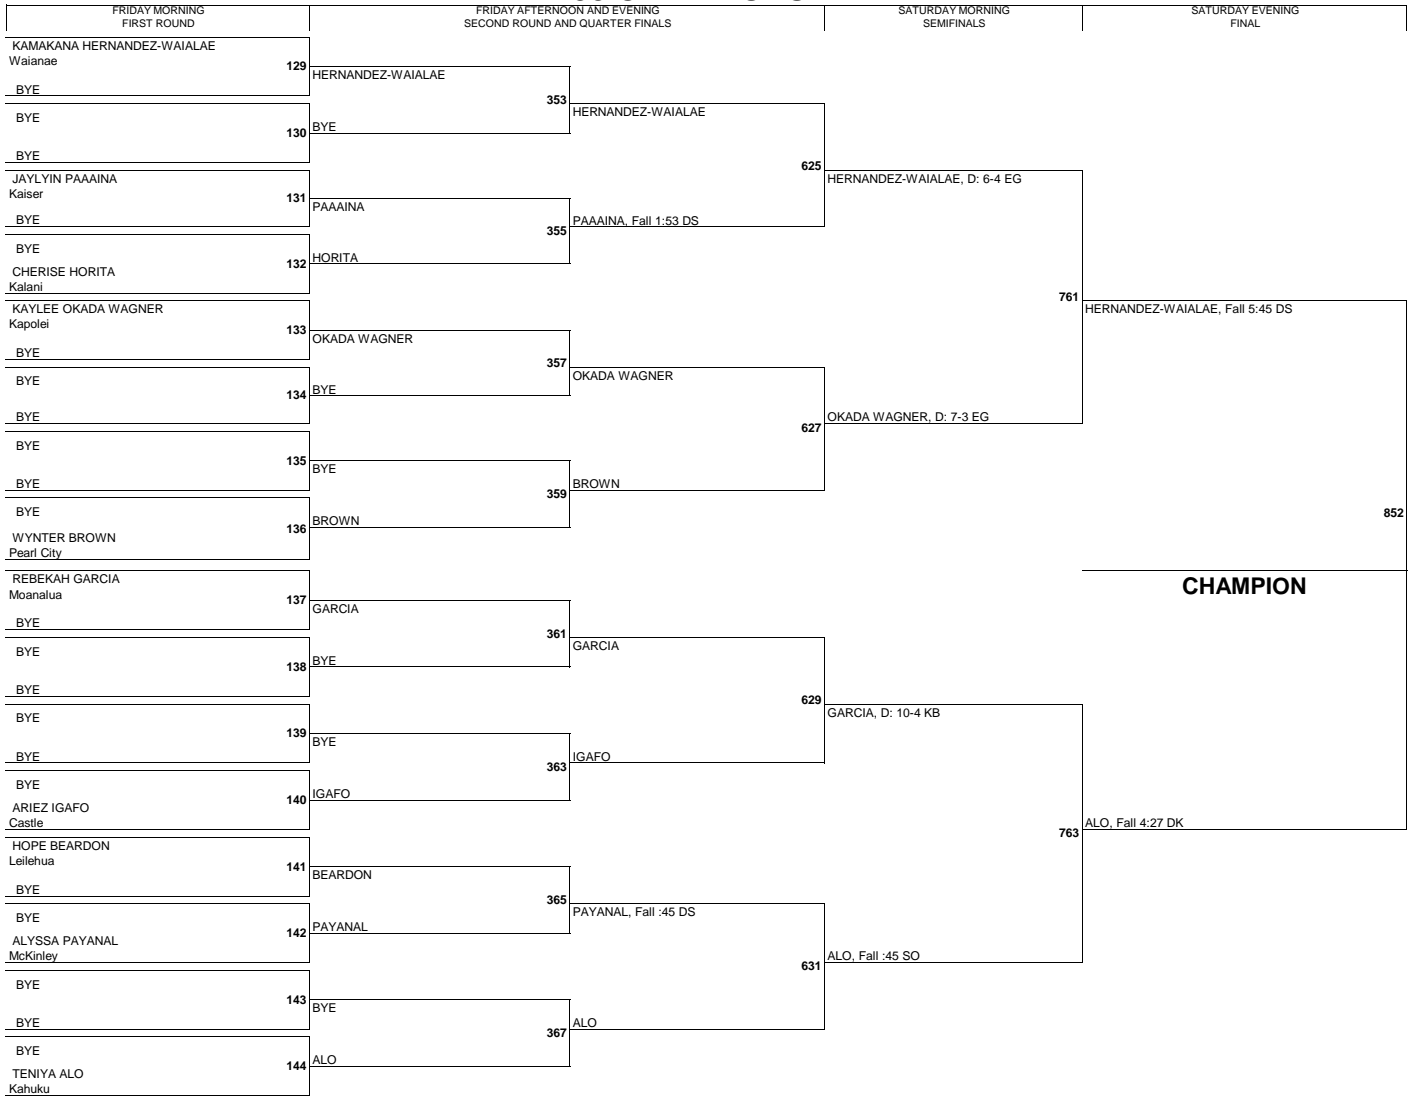 FRIDAY MORNING
FIRST ROUND
FRIDAY AFTERNOON AND EVENING
SECOND ROUND AND QUARTER FINALS
SATURDAY MORNING
SEMIFINALS
SATURDAY EVENING
FINAL
KAMAKANA HERNANDEZ-WAIALAE
Waianae
129
BYE
BYE
130
BYE
JAYLYIN PAAAINA
Kaiser
131
BYE
BYE
132
CHERISE HORITA
Kalani
KAYLEE OKADA WAGNER
Kapolei
133
BYE
BYE
134
BYE
BYE
135
BYE
BYE
136
WYNTER BROWN
Pearl City
REBEKAH GARCIA
Moanalua
137
BYE
BYE
138
BYE
BYE
139
BYE
BYE
140
ARIEZ IGAFO
Castle
HOPE BEARDON
Leilehua
141
BYE
BYE
142
ALYSSA PAYANAL
McKinley
BYE
143
BYE
BYE
144
TENIYA ALO
Kahuku
HERNANDEZ-WAIALAE
353
BYE
PAAAINA
355
HORITA
OKADA WAGNER
357
BYE
BYE
359
BROWN
GARCIA
361
BYE
BYE
363
IGAFO
BEARDON
365
PAYANAL
BYE
367
ALO
HERNANDEZ-WAIALAE
625
PAAAINA, Fall 1:53 DS
OKADA WAGNER
627
BROWN
GARCIA
629
IGAFO
PAYANAL, Fall :45 DS
631
ALO
HERNANDEZ-WAIALAE, D: 6-4 EG
761
OKADA WAGNER, D: 7-3 EG
GARCIA, D: 10-4 KB
763
ALO, Fall :45 SO
HERNANDEZ-WAIALAE, Fall 5:45 DS
852
CHAMPION
ALO, Fall 4:27 DK